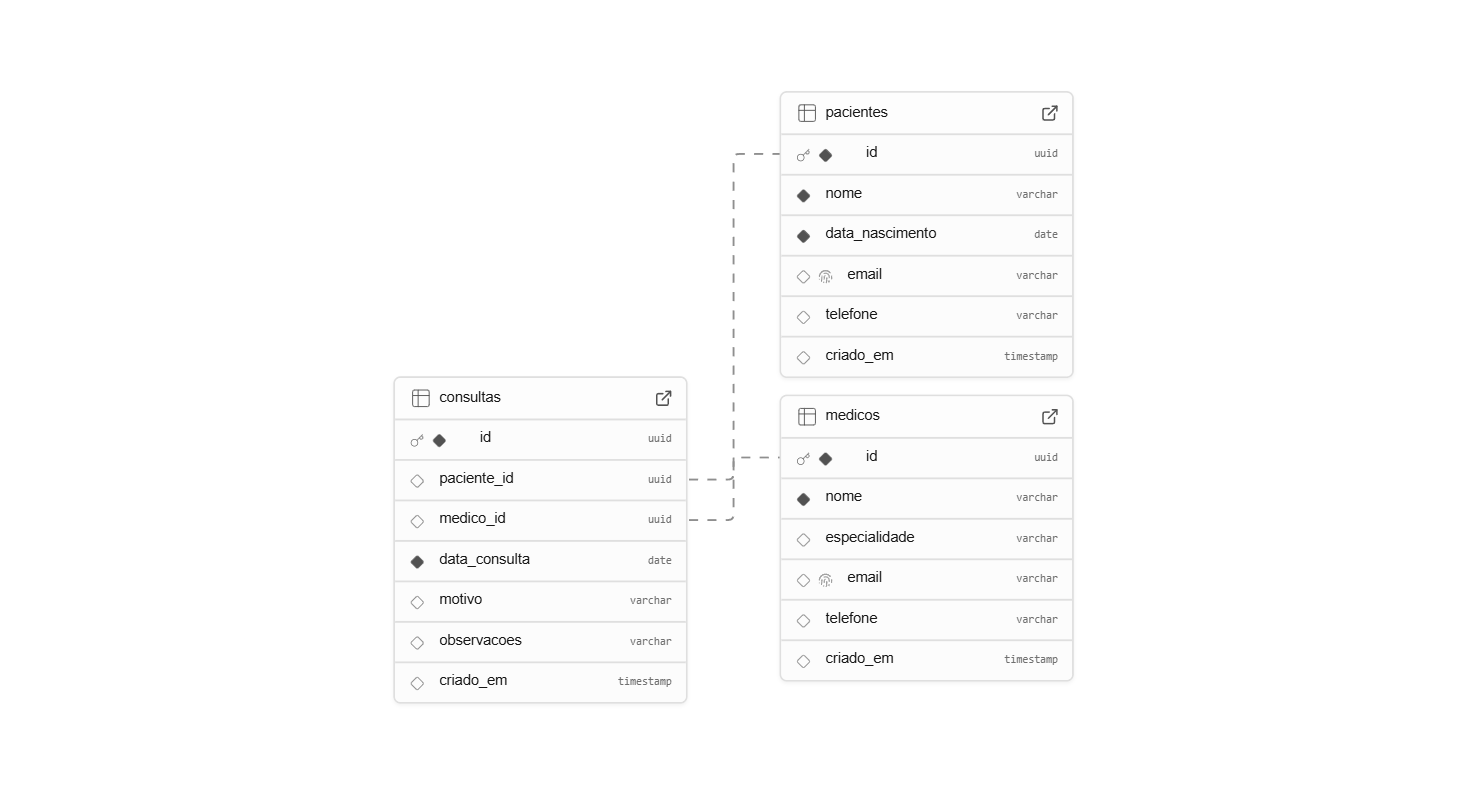 pacientes
id uuid
nome varchar
data_nascimento date
email varchar
telefone varchar
criado_em timestamp
consultas
id uuid
paciente_id uuid
medico_id uuid
data_consulta date
motivo varchar
observacoes varchar
criado_em timestamp
medicos
id uuid
nome varchar
especialidade varchar
email varchar
telefone varchar
criado_em timestamp